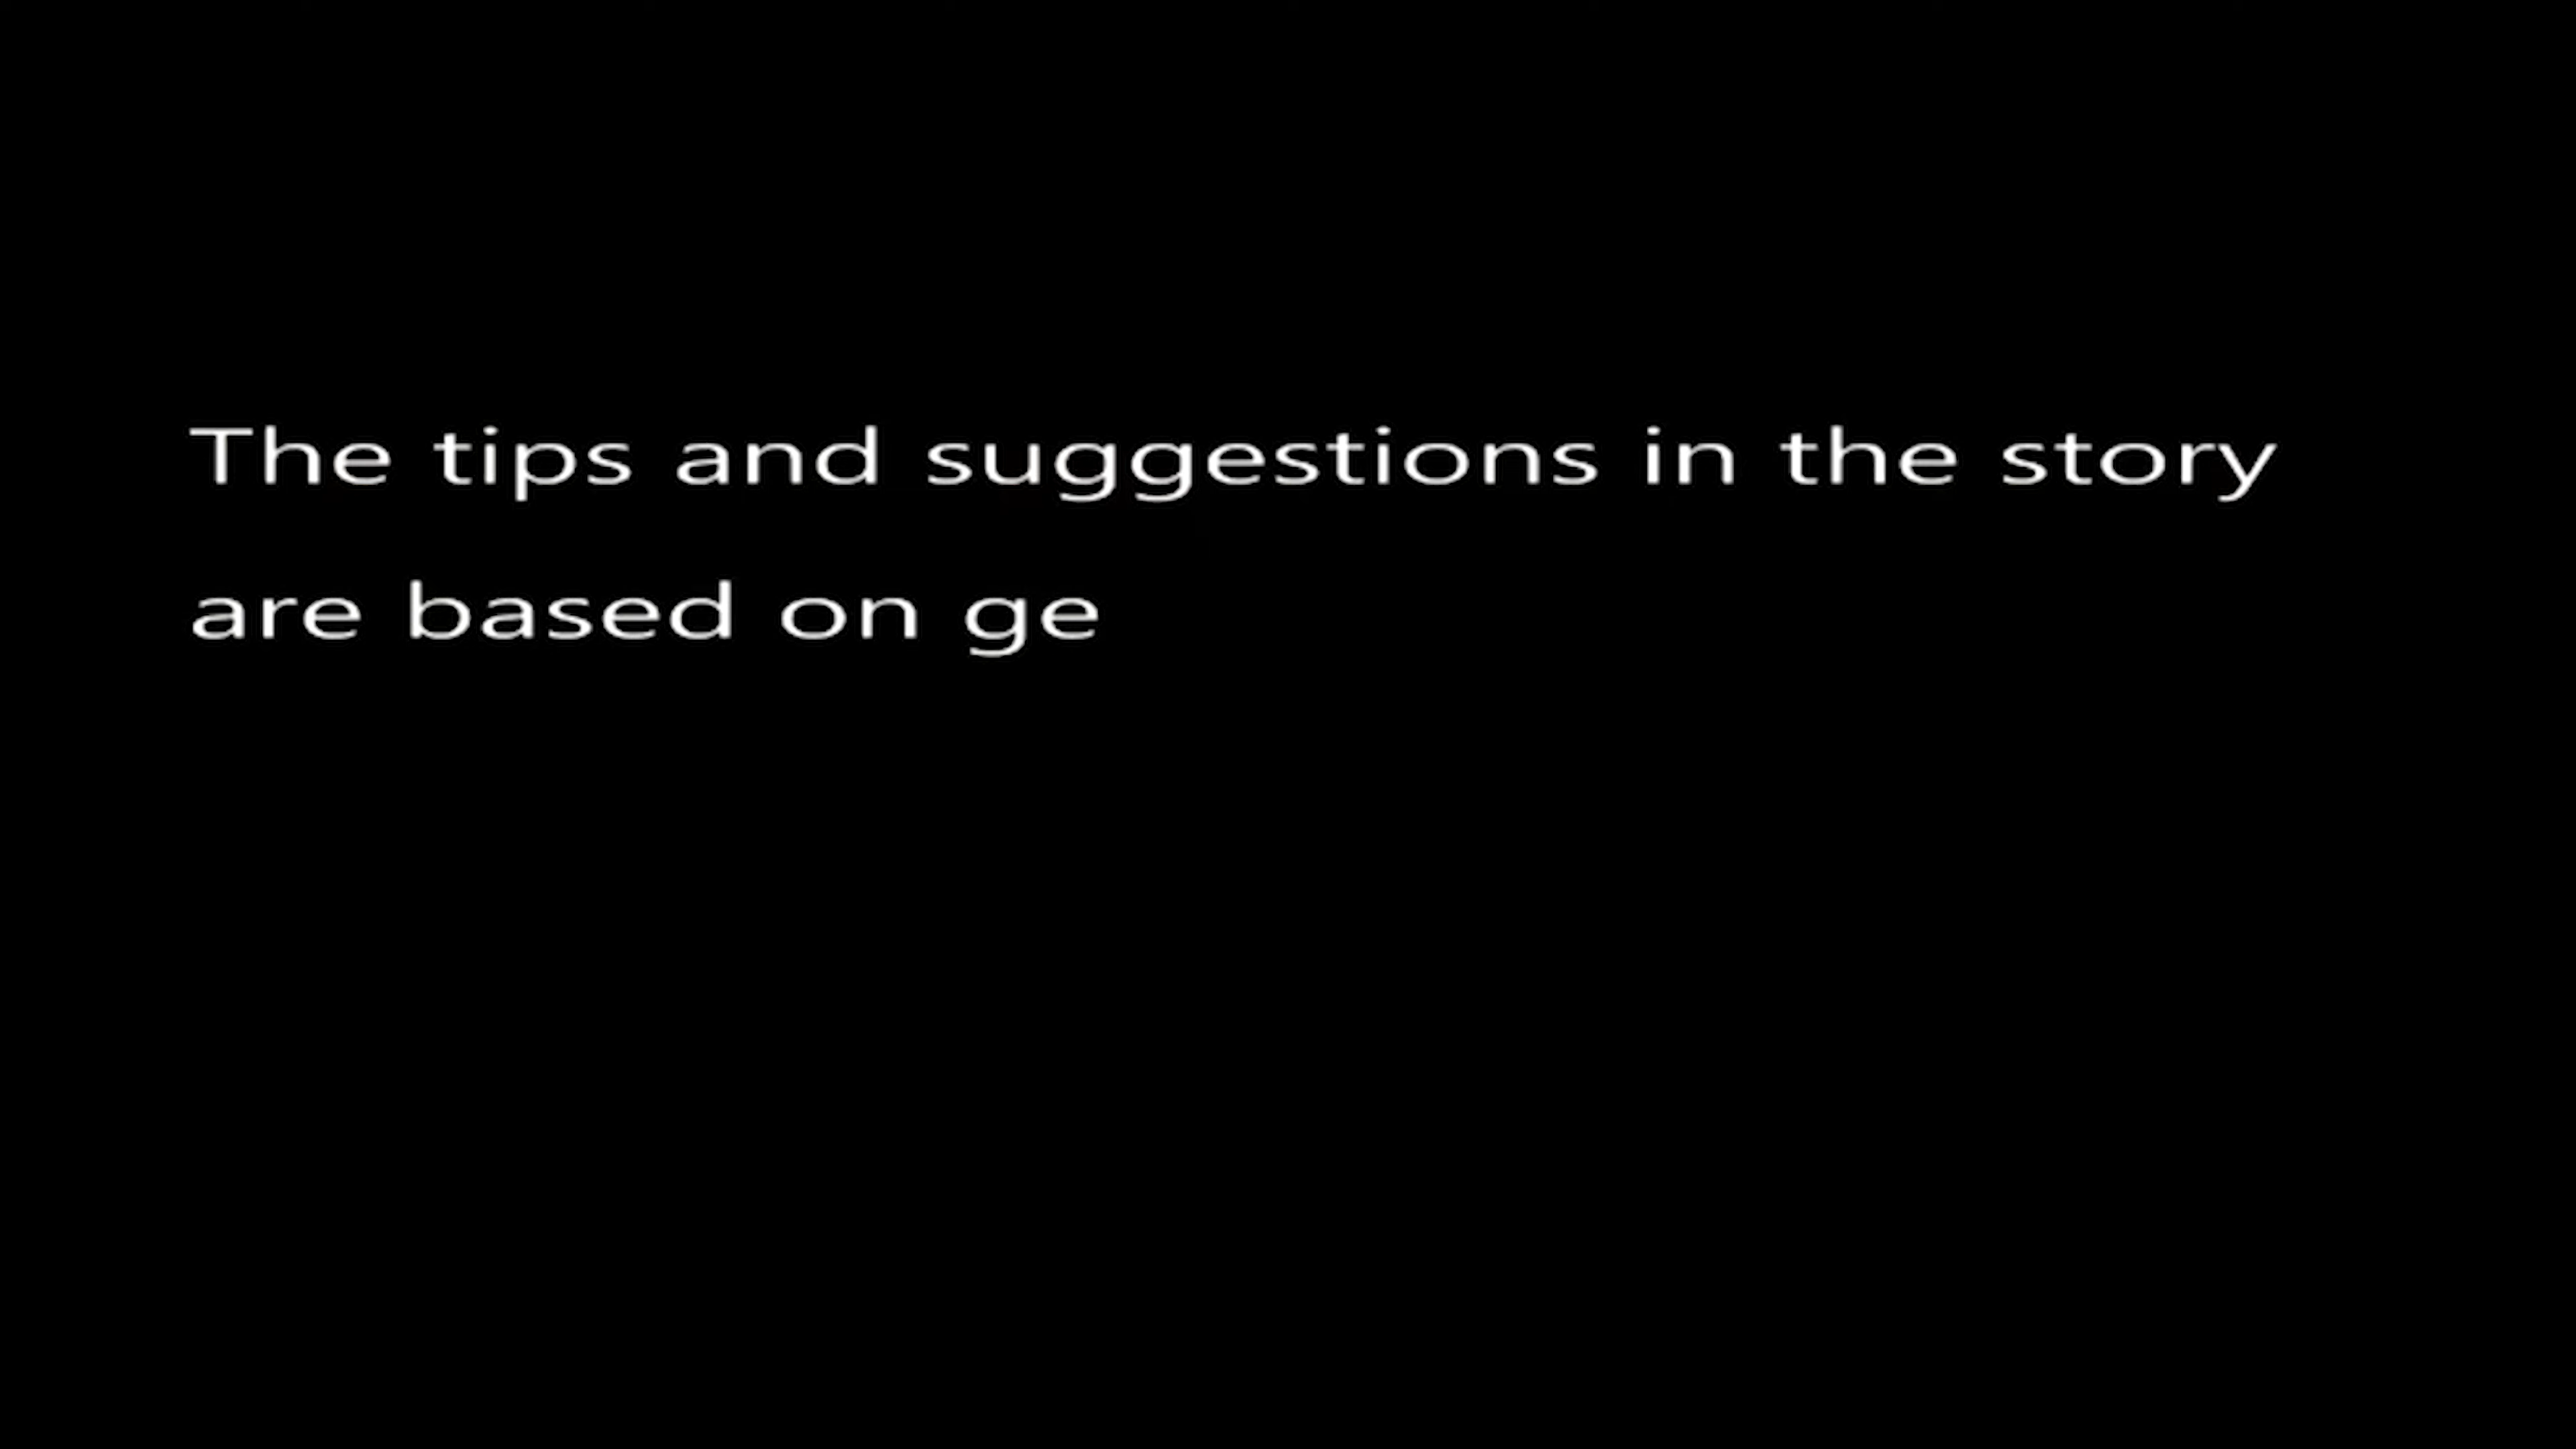 The tips and suggestions in the story
are based on ge